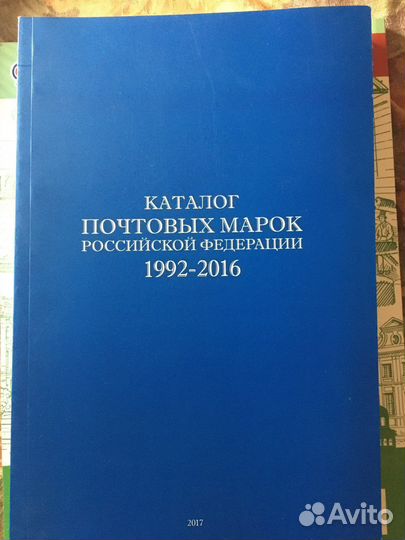 КАТАЛОГ
ПОЧТОВЫХ МАРОК
РОССИЙСКОЙ ФЕДЕРАЦИИ
1992-2016
2017
Avito